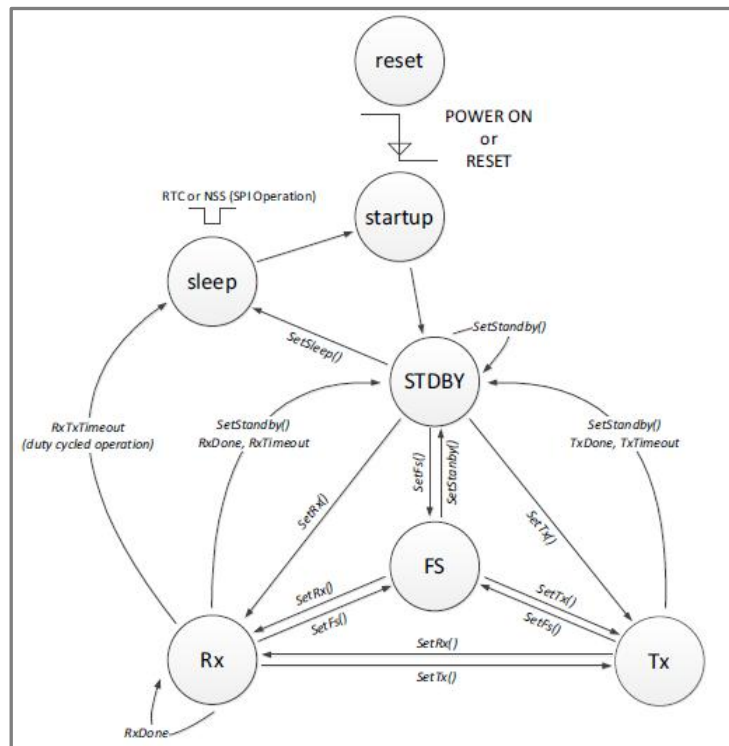 reset
POWER ON
or
RESET
RTC or NSS (SPI Operation)
startup
sleep
SetStandby()
SetSleep()
STDBY
RxTxTimeout
(duty cycled operation)
SetStandby()
RxDone, RxTimeout
SetStandby()
TxDone, TxTimeout
SetFs()
SetStanby()
SetRx()
SetTx()
FS
SetRx()
SetFs()
SetTx()
SetFs()
Rx
SetRx()
SetTx()
Tx
RxDone